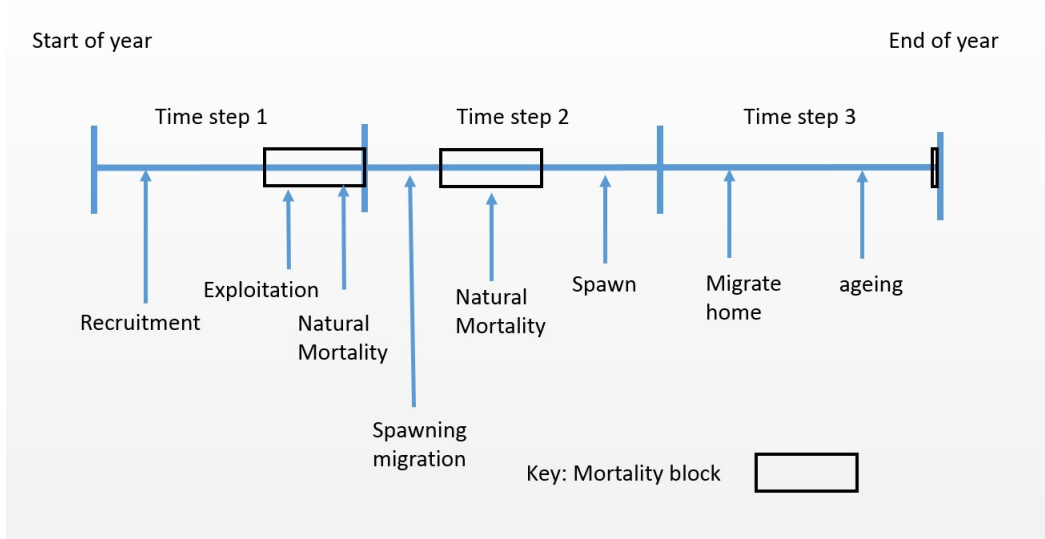 Start of year
End of year
Time step 1
Time step 2
Time step 3
Recruitment
Exploitation
Natural
Mortality
Spawning
migration
Natural
Mortality
Spawn
Migrate
home
ageing
Key: Mortality block